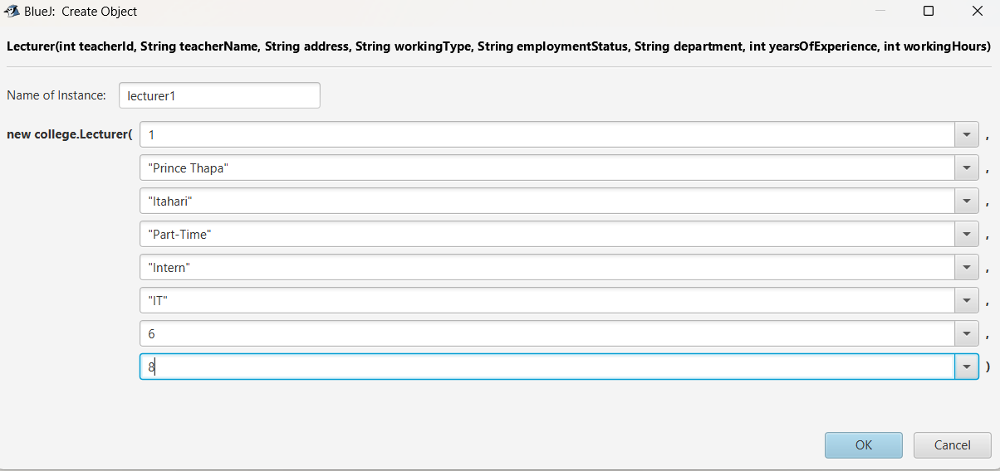 BlueJ: Create Object
Lecturer(int teacherId, String teacherName, String address, String workingType, String employmentStatus, String department, int yearsOfExperience, int workingHours)
Name of Instance: lecturer1
new college.Lecturer( 1 ,
"Prince Thapa" ,
"Itahari" ,
"Part-Time" ,
"Intern" ,
"IT" ,
6 ,
8 )
OK Cancel